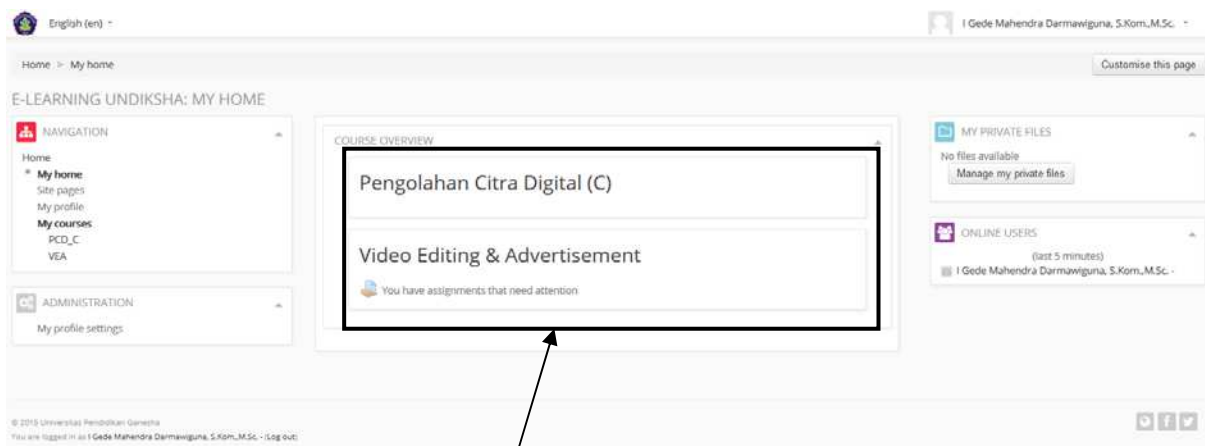 English (en)
I Gede Mahendra Darmawiguna, S.Kom.,M.Sc. -
Home > My home
Customise this page
E-LEARNING UNDIKSHA: MY HOME
NAVIGATION
Home
My home
Site pages
My profile
My courses
PCD_C
VEA
ADMINISTRATION
My profile settings
COURSE OVERVIEW
Pengolahan Citra Digital (C)
Video Editing & Advertisement
You have assignments that need attention
MY PRIVATE FILES
No files available
Manage my private files
ONLINE USERS
(last 5 minutes)
I Gede Mahendra Darmawiguna, S.Kom.,M.Sc. -
© 2015 Universitas Pendidikan Ganesha
You are logged in as I Gede Mahendra Darmawiguna, S.Kom.,M.Sc. - (Log out)